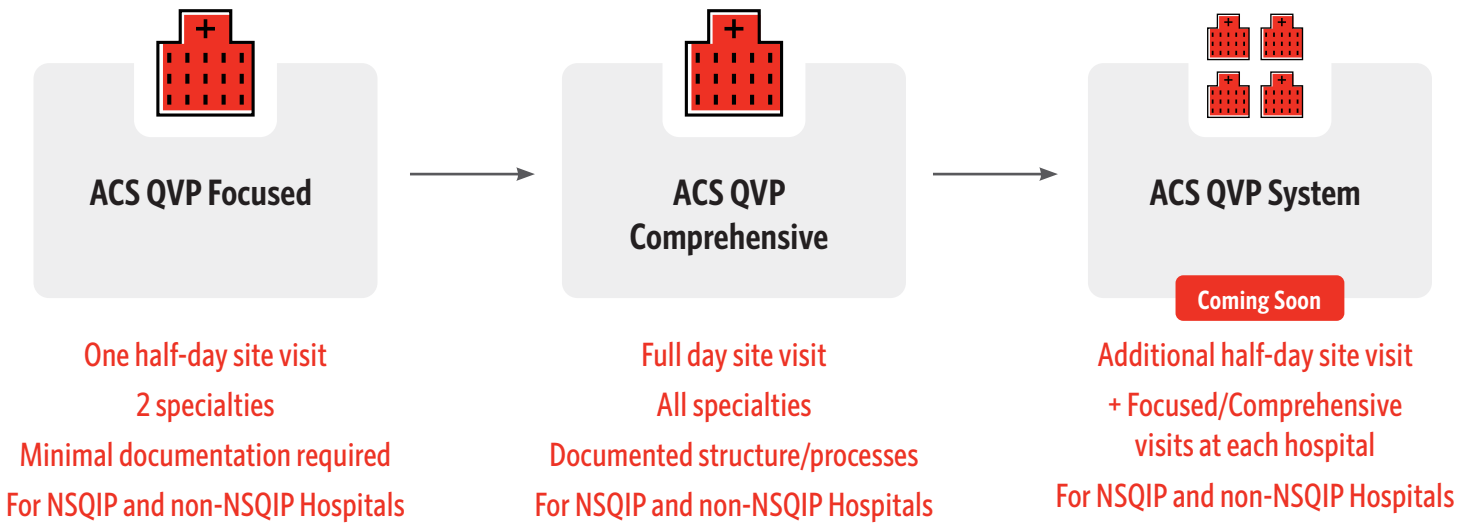 ACS QVP Focused
One half-day site visit
2 specialties
Minimal documentation required
For NSQIP and non-NSQIP Hospitals
ACS QVP
Comprehensive
Full day site visit
All specialties
Documented structure/processes
For NSQIP and non-NSQIP Hospitals
ACS QVP System
Coming Soon
Additional half-day site visit
+ Focused/Comprehensive
visits at each hospital
For NSQIP and non-NSQIP Hospitals